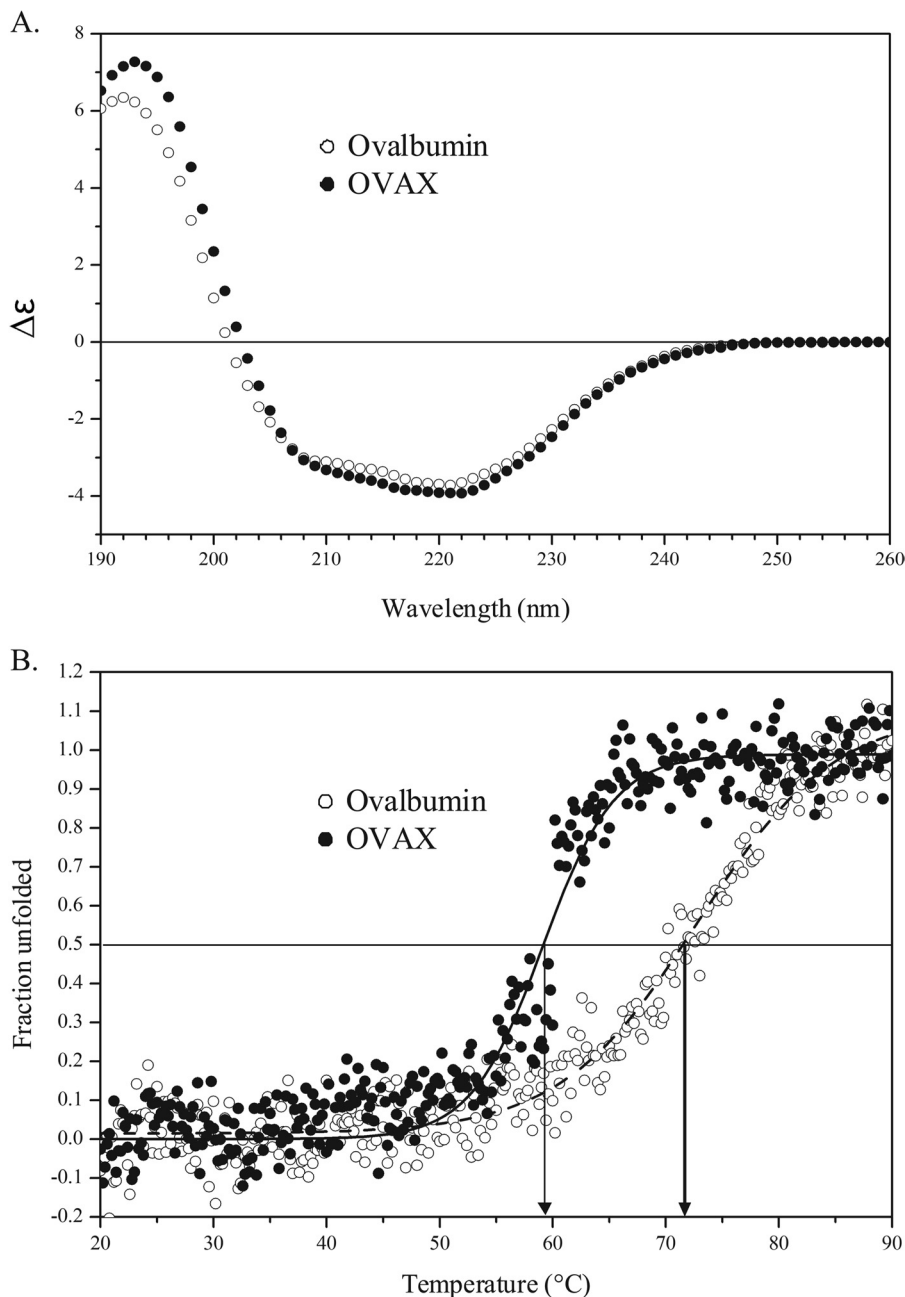 A.
8
6
4
2
0
-2
-4
Δε
Ovalbumin
OVAX
190 200 210 220 230 240 250 260
Wavelength (nm)
B.
1.2
1.1
1.0
0.9
0.8
0.7
0.6
0.5
0.4
0.3
0.2
0.1
0.0
-0.1
-0.2
Fraction unfolded
Ovalbumin
OVAX
20 30 40 50 60 70 80 90
Temperature (°C)